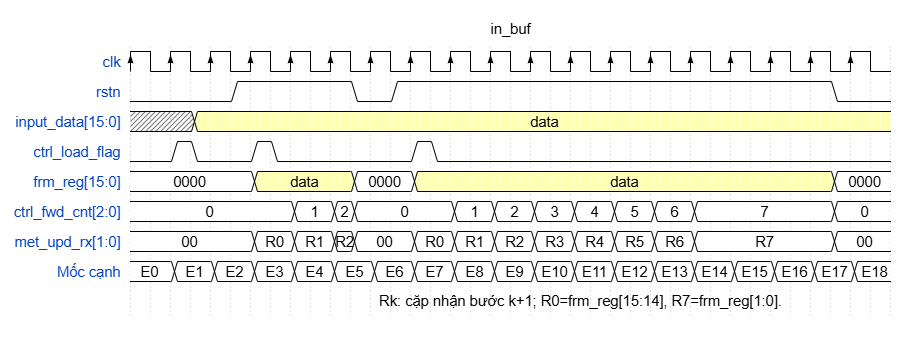 in_buf
clk
rstn
input_data[15:0] data
ctrl_load_flag
frm_reg[15:0] 0000 data 0000 data 0000
ctrl_fwd_cnt[2:0] 0 1 2 0 1 2 3 4 5 6 7 0
met_upd_rx[1:0] 00 R0 R1 R2 00 R0 R1 R2 R3 R4 R5 R6 R7 00
Mốc cạnh E0 E1 E2 E3 E4 E5 E6 E7 E8 E9 E10 E11 E12 E13 E14 E15 E16 E17 E18
Rk: cặp nhận bước k+1; R0=frm_reg[15:14], R7=frm_reg[1:0].